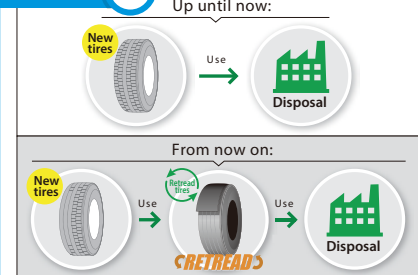 Up until now:
New
tires
Use
Disposal
From now on:
New
tires
Use
Retread
tires
Use
Disposal
RETREAD